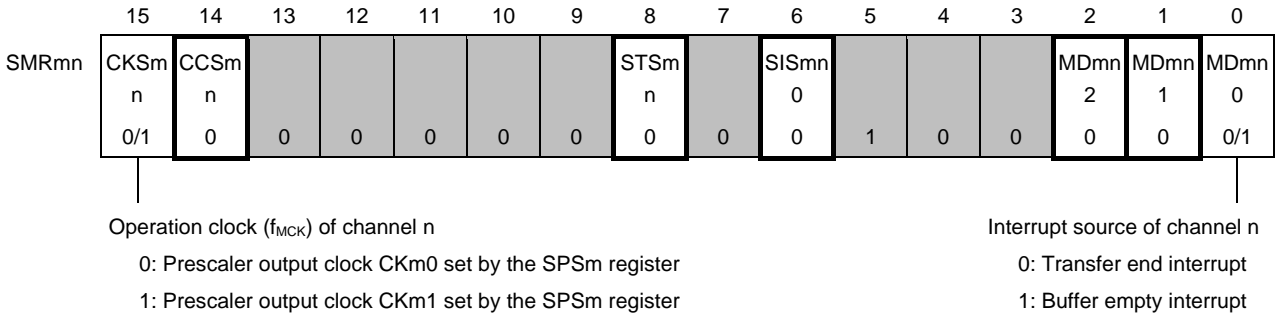 15 14 13 12 11 10 9 8 7 6 5 4 3 2 1 0
SMRmn CKSm CCSm STSm SISmn MDmn MDmn MDmn
n n n 0 2 1 0
0/1 0 0 0 0 0 0 0 0 0 1 0 0 0 0 0/1
Operation clock (fMCK) of channel n Interrupt source of channel n
0: Prescaler output clock CKm0 set by the SPSm register 0: Transfer end interrupt
1: Prescaler output clock CKm1 set by the SPSm register 1: Buffer empty interrupt